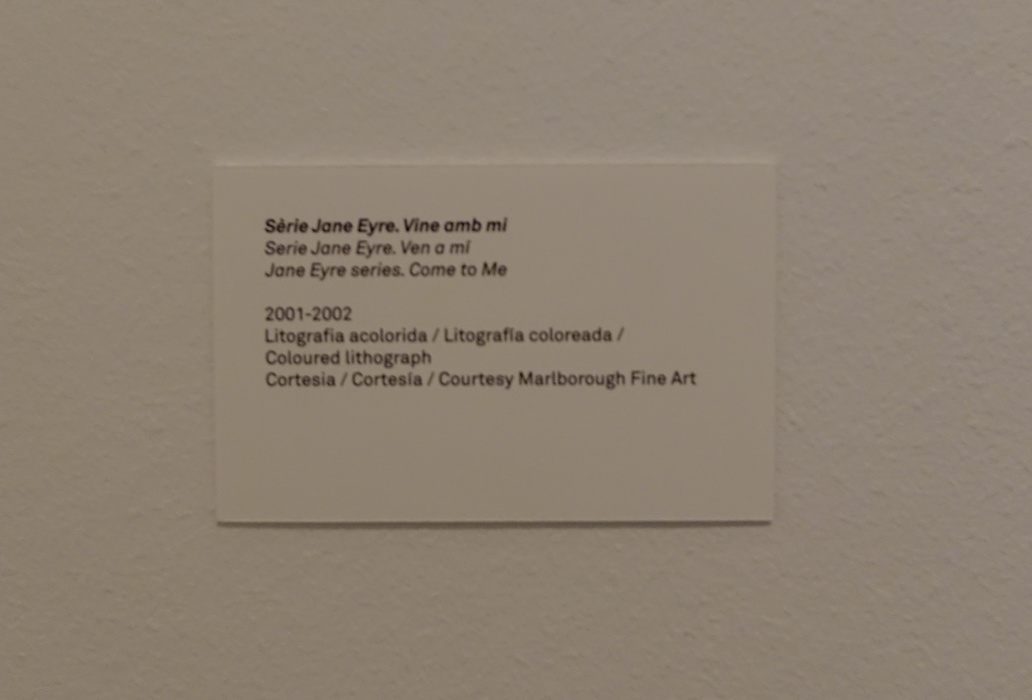 Sèrie Jane Eyre. Vine amb mi
Serie Jane Eyre. Ven a mí
Jane Eyre series. Come to Me
2001-2002
Litografia acolorida / Litografía coloreada /
Coloured lithograph
Cortesia / Cortesía / Courtesy Marlborough Fine Art